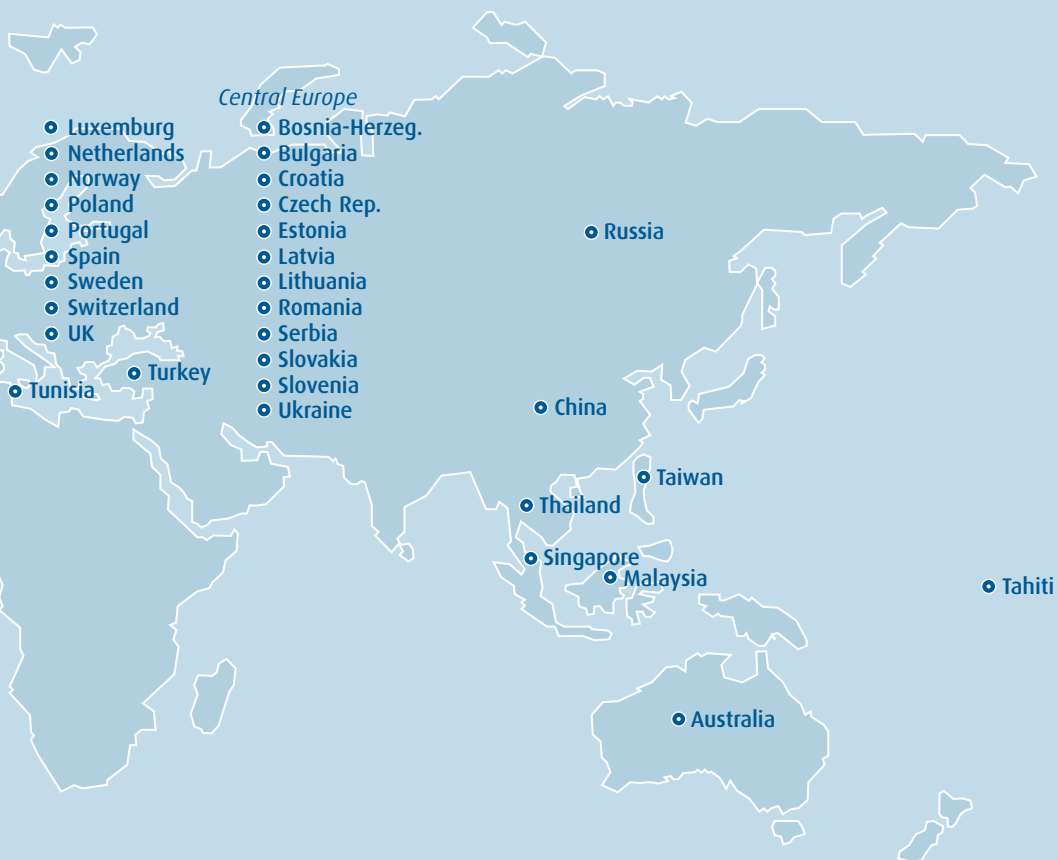 Luxemburg
Netherlands
Norway
Poland
Portugal
Spain
Sweden
Switzerland
UK
Tunisia
Turkey
Central Europe
Bosnia-Herzeg.
Bulgaria
Croatia
Czech Rep.
Estonia
Latvia
Lithuania
Romania
Serbia
Slovakia
Slovenia
Ukraine
Russia
China
Taiwan
Thailand
Singapore
Malaysia
Tahiti
Australia